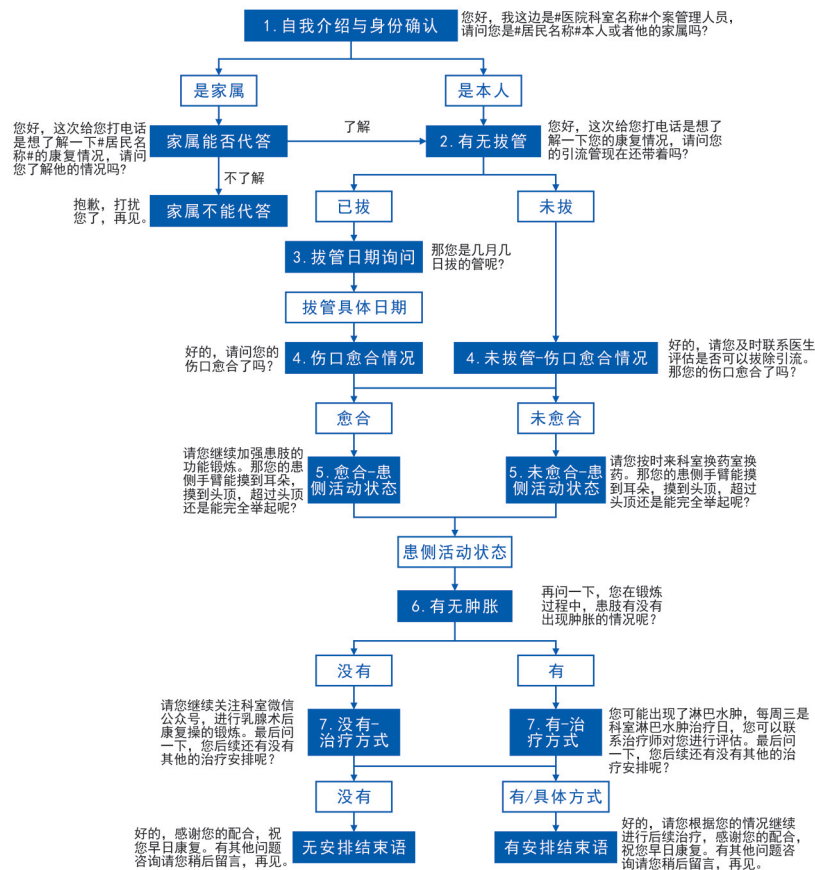 1.自我介绍与身份确认
您好，我这边是#医院科室名称#个案管理人员，
请问您是#居民名称#本人或者他的家属吗？
是家属
是本人
您好，这次给您打电话
是想了解一下#居民名
称#的康复情况，请问
您了解他的情况吗？
家属能否代答
了解
2.有无拔管
您好，这次给您打电话是想了
解一下您的康复情况，请问您
的引流管现在还带着吗？
不了解
抱歉，打扰
您了，再见。
家属不能代答
已拔
未拔
3.拔管日期询问
那您是几月几
日拔的管呢？
拔管具体日期
好的，请问您的
伤口愈合了吗？
4.伤口愈合情况
4.未拔管-伤口愈合情况
好的，请您及时联系医生
评估是否可以拔除引流。
那您的伤口愈合了吗？
愈合
未愈合
请您继续加强患肢的
功能锻炼。那您的患
侧手臂能摸到耳朵，
摸到头顶，超过头顶
还是能完全举起呢？
5.愈合-患
侧活动状态
5.未愈合-患
侧活动状态
请您按时来科室换药室换
药。那您的患侧手臂能摸
到耳朵，摸到头顶，超过
头顶还是能完全举起呢？
患侧活动状态
6.有无肿胀
再问一下，您在锻炼
过程中，患肢有没有
出现肿胀的情况呢？
没有
有
请您继续关注科室微信
公众号，进行乳腺术后
康复操的锻炼。最后问
一下，您后续还有没有
其他的治疗安排呢？
7.没有-
治疗方式
7.有-治
疗方式
您可能出现了淋巴水肿，每周三是
科室淋巴水肿治疗日，您可以联
系治疗师对您进行评估。最后问
一下，您后续还有没有其他的治
疗安排呢？
没有
有/具体方式
好的，感谢您的配合，祝
您早日康复。有其他问题
咨询请您稍后留言，再见。
无安排结束语
有安排结束语
好的，请您根据您的情况继续
进行后续治疗，感谢您的配合，
祝您早日康复。有其他问题咨
询请您稍后留言，再见。